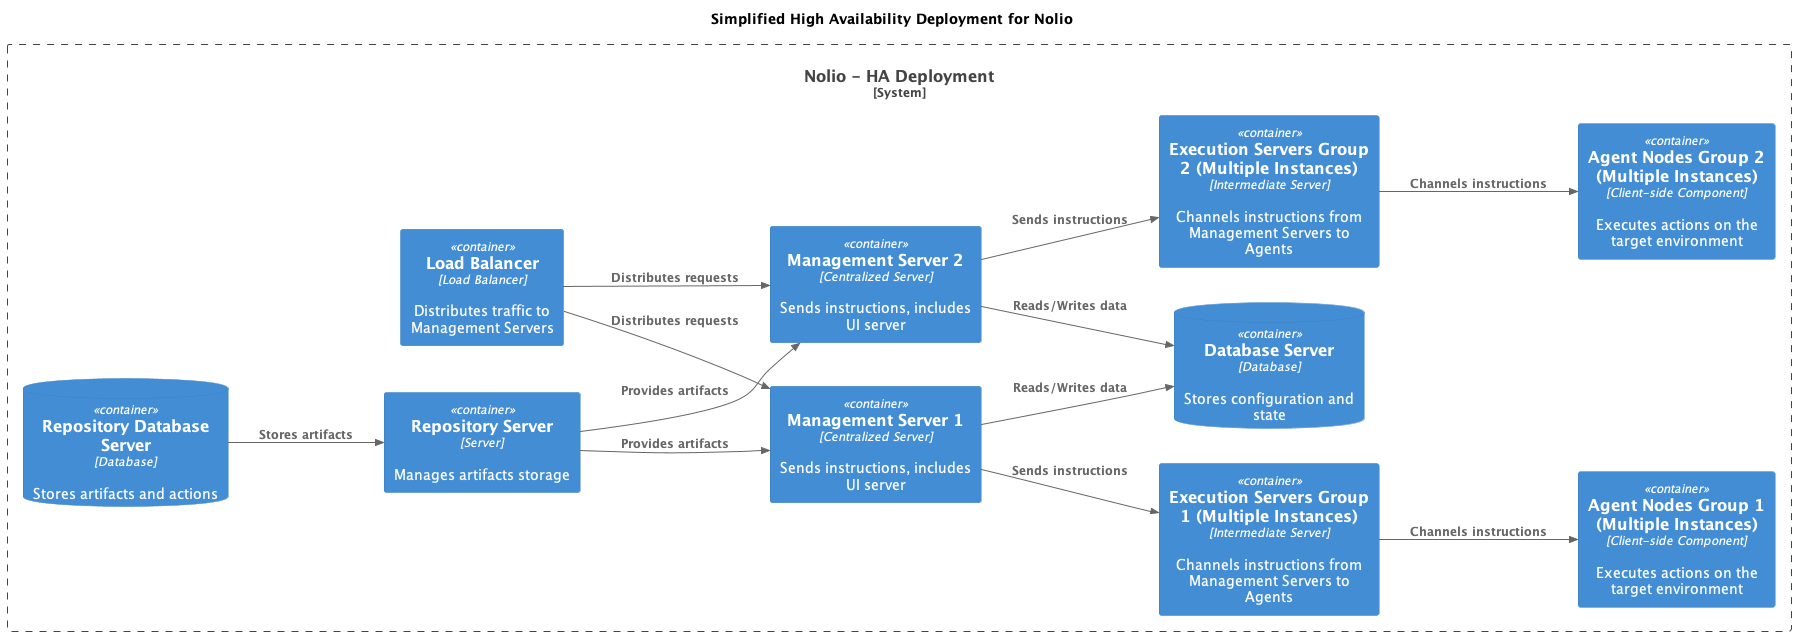 Simplified High Availability Deployment for Nolio
Nolio – HA Deployment
[System]
«container»
Repository Database
Server
[Database]
Stores artifacts and actions
Stores artifacts
«container»
Load Balancer
[Load Balancer]
Distributes traffic to
Management Servers
«container»
Repository Server
[Server]
Manages artifacts storage
Distributes requests
Distributes requests
Provides artifacts
Provides artifacts
«container»
Management Server 2
[Centralized Server]
Sends instructions, includes
UI server
«container»
Management Server 1
[Centralized Server]
Sends instructions, includes
UI server
Sends instructions
Reads/Writes data
Reads/Writes data
Sends instructions
«container»
Execution Servers Group
2 (Multiple Instances)
[Intermediate Server]
Channels instructions from
Management Servers to
Agents
«container»
Database Server
[Database]
Stores configuration and
state
«container»
Execution Servers Group
1 (Multiple Instances)
[Intermediate Server]
Channels instructions from
Management Servers to
Agents
Channels instructions
Channels instructions
«container»
Agent Nodes Group 2
(Multiple Instances)
[Client-side Component]
Executes actions on the
target environment
«container»
Agent Nodes Group 1
(Multiple Instances)
[Client-side Component]
Executes actions on the
target environment